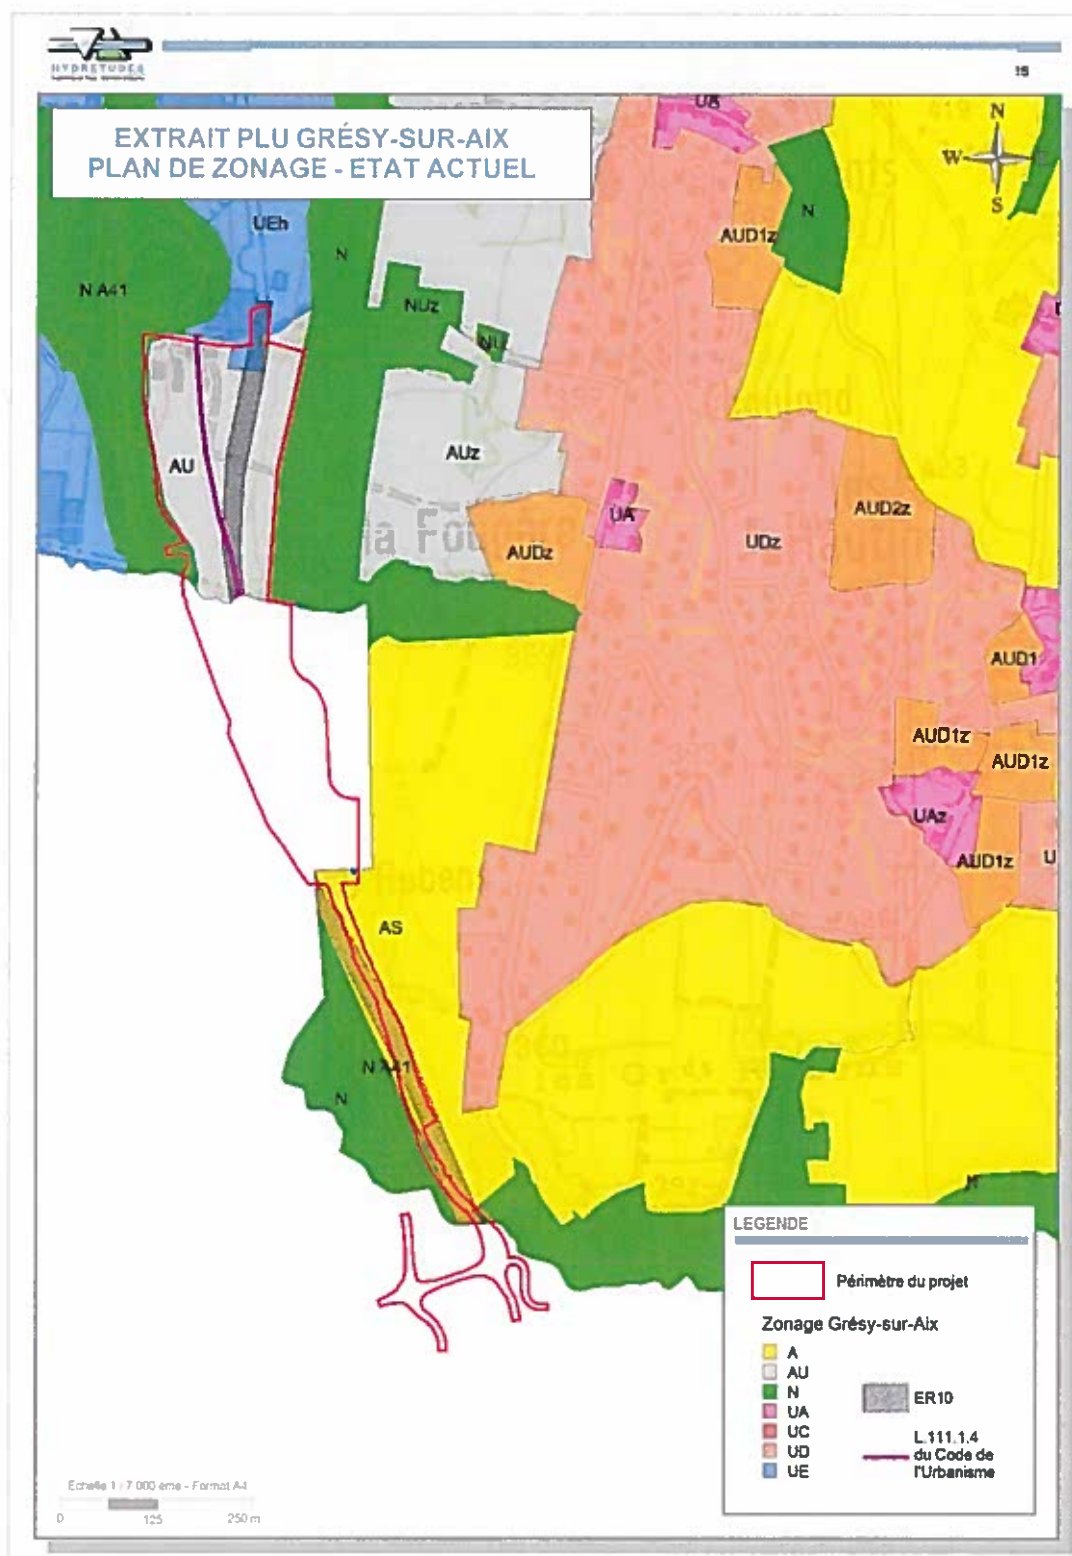 HYDRETUDES
15
EXTRAIT PLU GRÉSY-SUR-AIX
PLAN DE ZONAGE - ETAT ACTUEL
N
W
S
UEh
N
N A41
NUz
AUD1z
N
AU
AUz
AUDz
UA
UDz
AUD2z
AUD1
AUD1z
AUD1z
UAz
AUD1z
U
AS
N A41
N
LEGENDE
Périmètre du projet
Zonage Grésy-sur-Aix
A
AU
N
UA
UC
UD
UE
ER10
L.111.1.4
du Code de
l'Urbanisme
Echelle 1 / 7 000 ème - Format A4
0 125 250 m